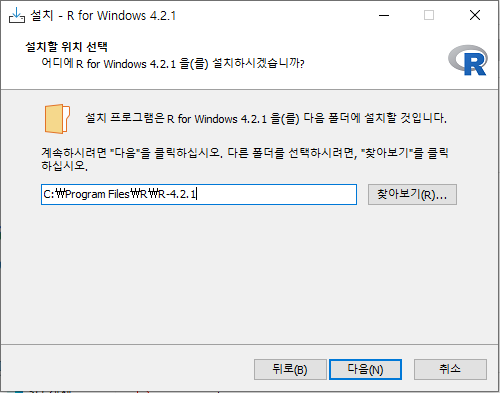 설치 - R for Windows 4.2.1
설치할 위치 선택
어디에 R for Windows 4.2.1 을(를) 설치하시겠습니까?
R
설치 프로그램은 R for Windows 4.2.1 을(를) 다음 폴더에 설치할 것입니다.
계속하시려면 "다음"을 클릭하십시오. 다른 폴더를 선택하시려면, "찾아보기"를 클릭
하십시오.
C:₩Program Files₩R₩R-4.2.1
찾아보기(R)...
뒤로(B)
다음(N)
취소